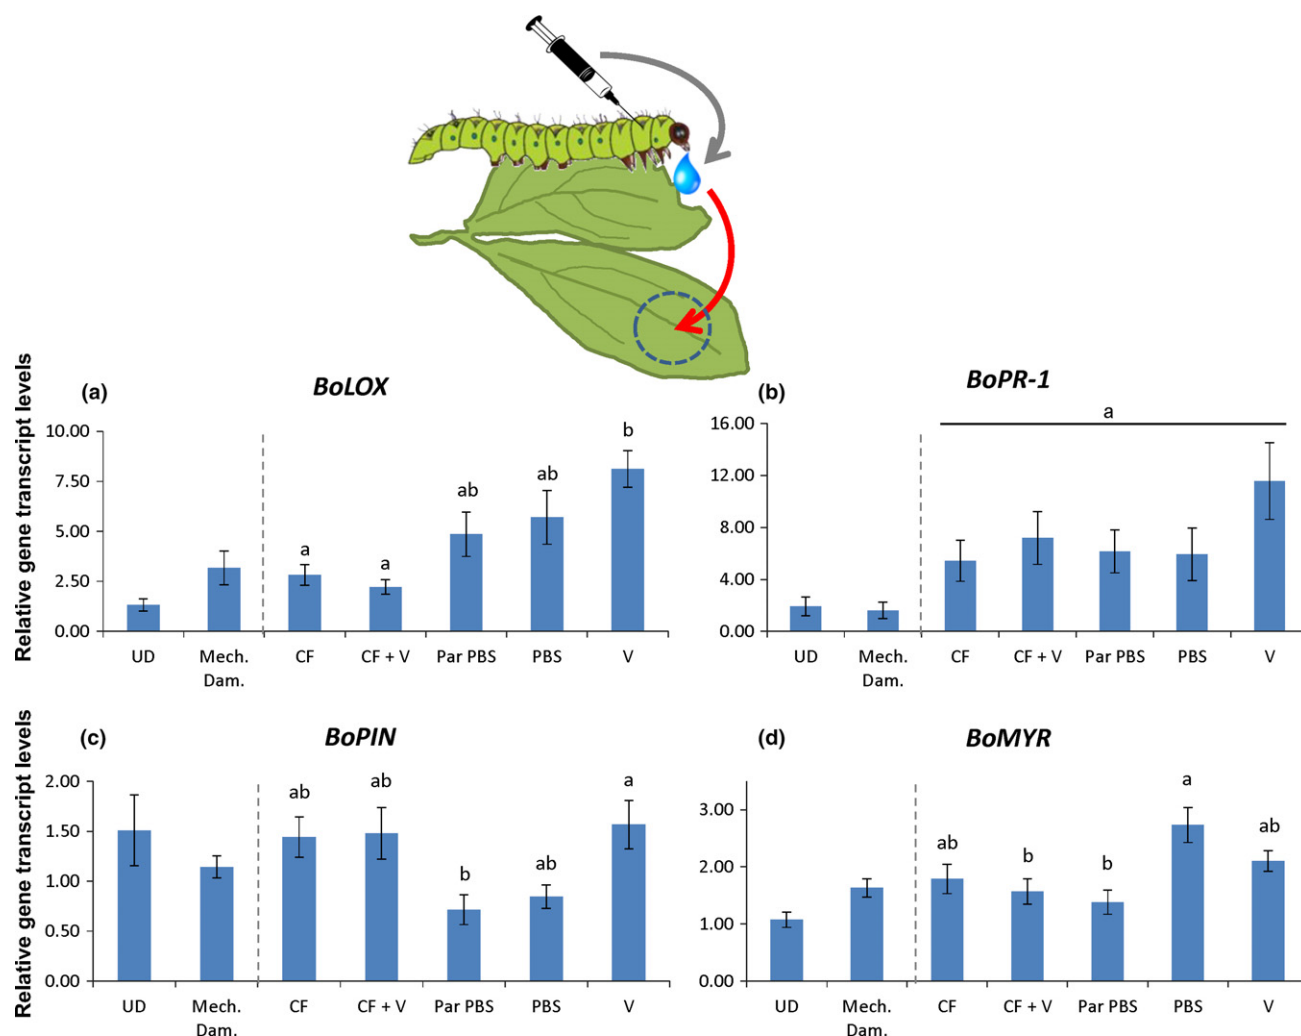 (a)
BoLOX
Relative gene transcript levels
10.00
7.50
5.00
2.50
0.00
a
a
ab
ab
b
UD
Mech. Dam.
CF
CF + V
Par PBS
PBS
V
(b)
BoPR-1
16.00
12.00
8.00
4.00
0.00
a
UD
Mech. Dam.
CF
CF + V
Par PBS
PBS
V
(c)
BoPIN
Relative gene transcript levels
2.00
1.50
1.00
0.50
0.00
ab
ab
b
ab
a
UD
Mech. Dam.
CF
CF + V
Par PBS
PBS
V
(d)
BoMYR
3.00
2.00
1.00
0.00
ab
b
b
a
ab
UD
Mech. Dam.
CF
CF + V
Par PBS
PBS
V